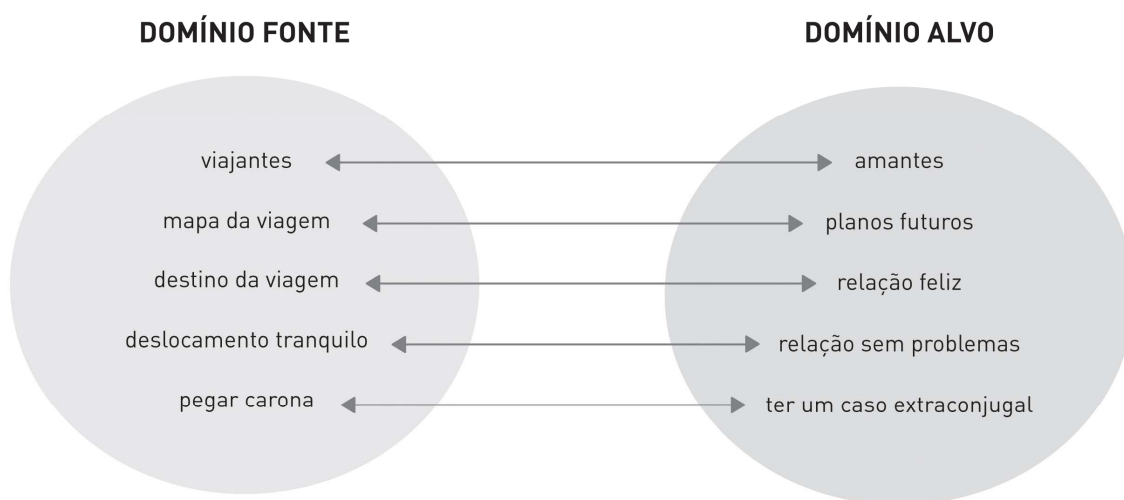 DOMÍNIO FONTE
DOMÍNIO ALVO
viajantes
amantes
mapa da viagem
planos futuros
destino da viagem
relação feliz
deslocamento tranquilo
relação sem problemas
pegar carona
ter um caso extraconjugal